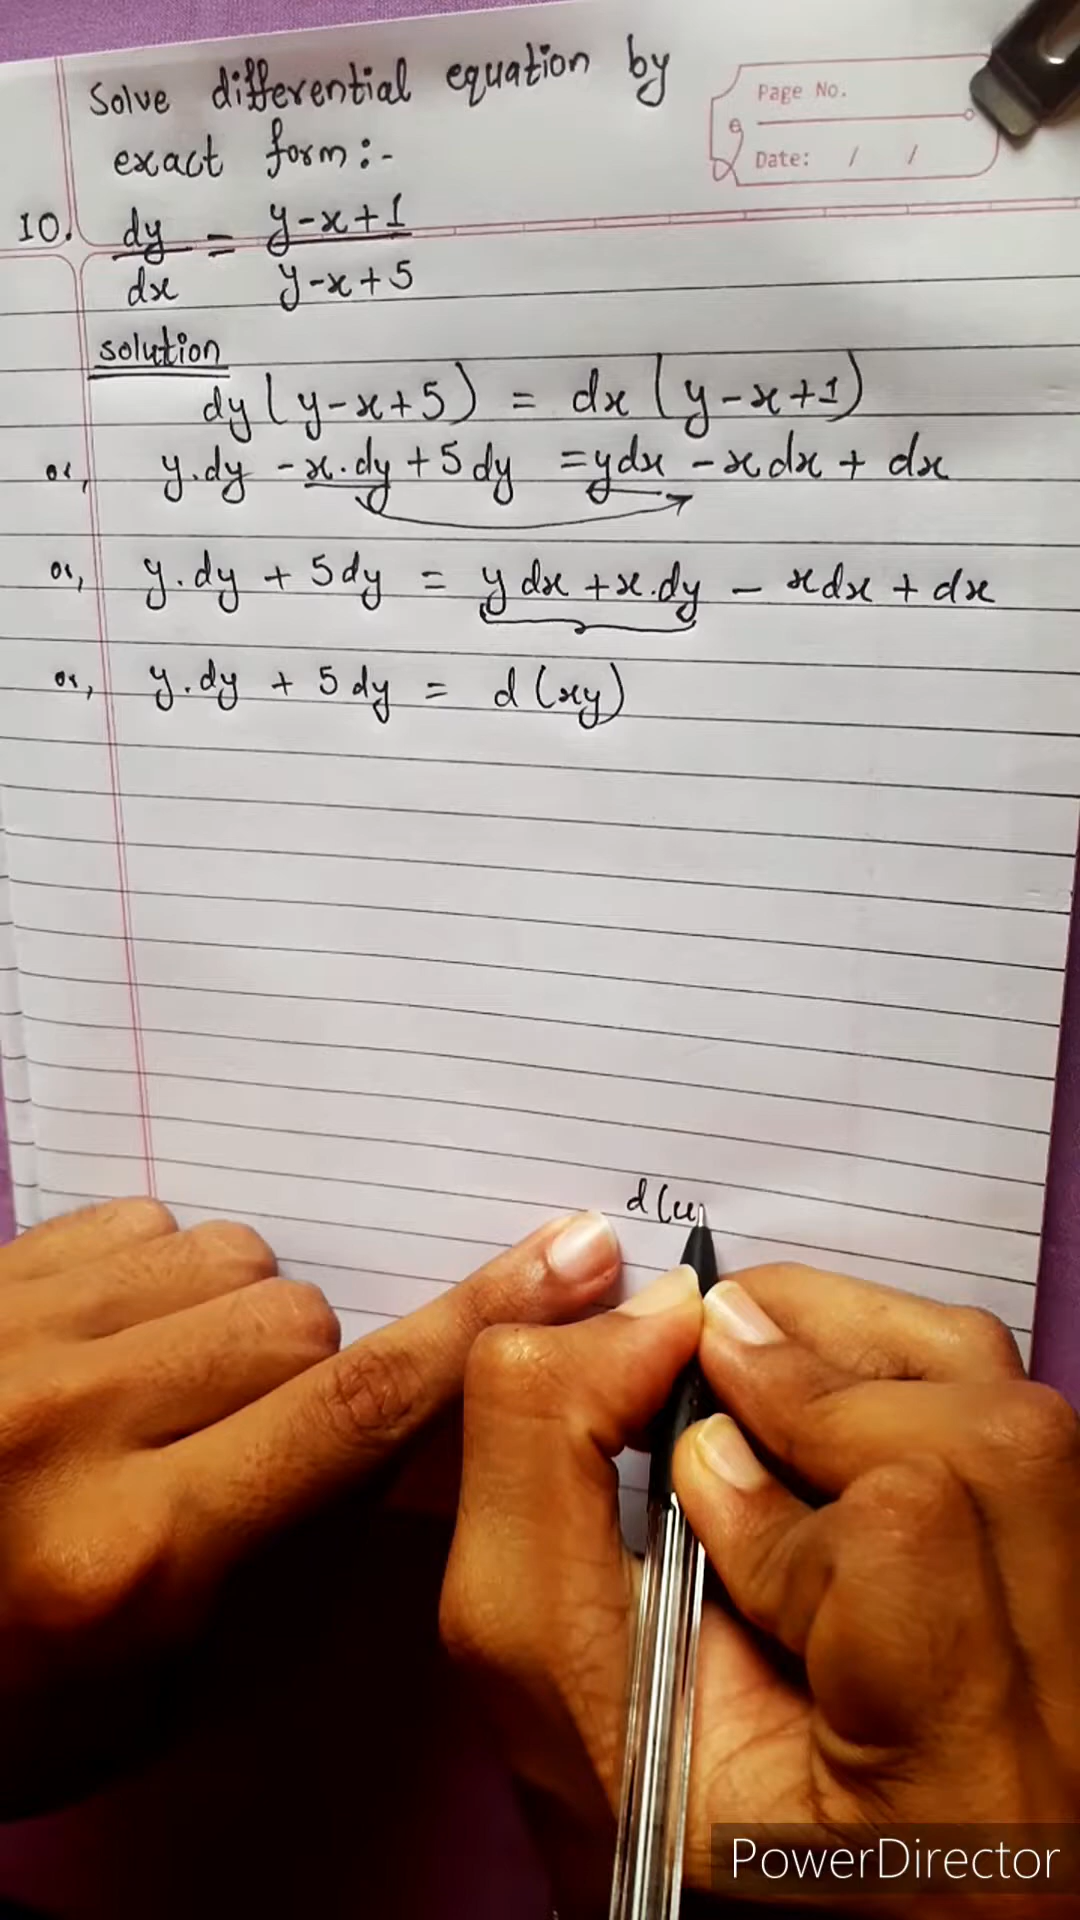 Solve differential equation by
exact form:-
Page No.
Date: / /
10. dy/dx = y-x+1/y-x+5
solution
dy(y-x+5) = dx(y-x+1)
or, y.dy -x.dy +5dy =ydx -xdx + dx
or, y.dy + 5dy = ydx +x.dy - xdx + dx
or, y.dy + 5dy = d(xy)
d(u
PowerDirector